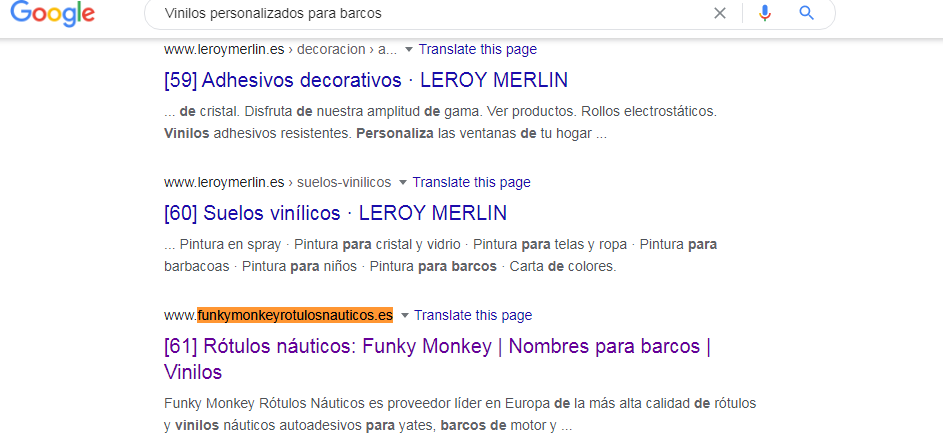 Google
Vinilos personalizados para barcos
www.leroymerlin.es › decoracion › a... Translate this page
[59] Adhesivos decorativos · LEROY MERLIN
... de cristal. Disfruta de nuestra amplitud de gama. Ver productos. Rollos electrostáticos.
Vinilos adhesivos resistentes. Personaliza las ventanas de tu hogar ...
www.leroymerlin.es › suelos-vinilicos Translate this page
[60] Suelos vinílicos · LEROY MERLIN
... Pintura en spray · Pintura para cristal y vidrio · Pintura para telas y ropa · Pintura para
barbacoas · Pintura para niños · Pintura para barcos · Carta de colores.
www.funkymonkeyrotulosnauticos.es Translate this page
[61] Rótulos náuticos: Funky Monkey | Nombres para barcos |
Vinilos
Funky Monkey Rótulos Náuticos es proveedor líder en Europa de la más alta calidad de rótulos
y vinilos náuticos autoadesivos para yates, barcos de motor y ...